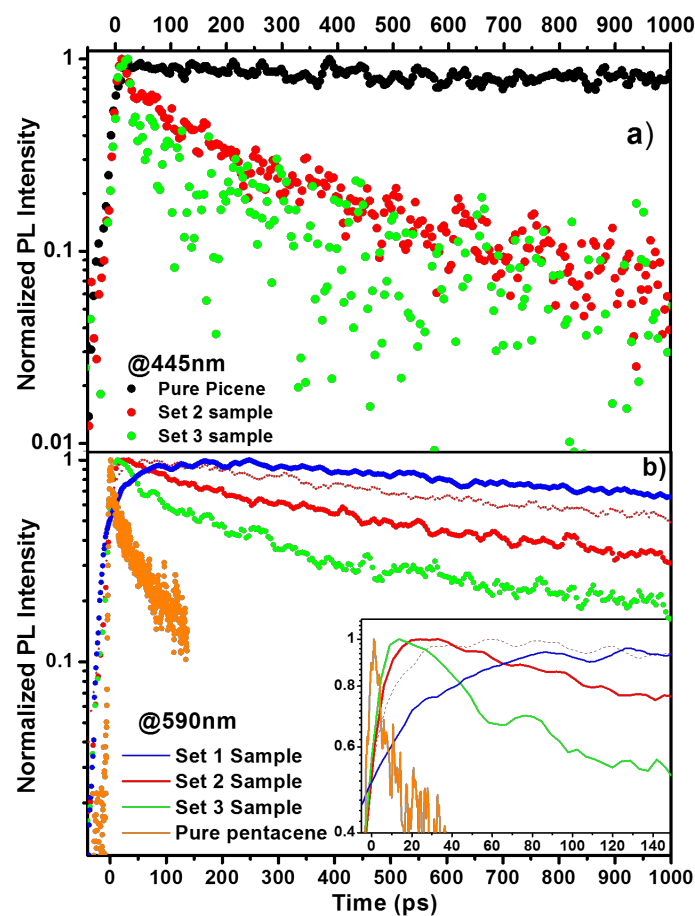 0 100 200 300 400 500 600 700 800 900 1000
1
a)
Normalized PL Intensity
0.1
@445nm
Pure Picene
Set 2 sample
Set 3 sample
0.01
1
b)
Normalized PL Intensity
0.1
@590nm
Set 1 Sample
Set 2 Sample
Set 3 Sample
Pure pentacene
1
0.8
0.6
0.4
0 20 40 60 80 100 120 140
0 100 200 300 400 500 600 700 800 900 1000
Time (ps)